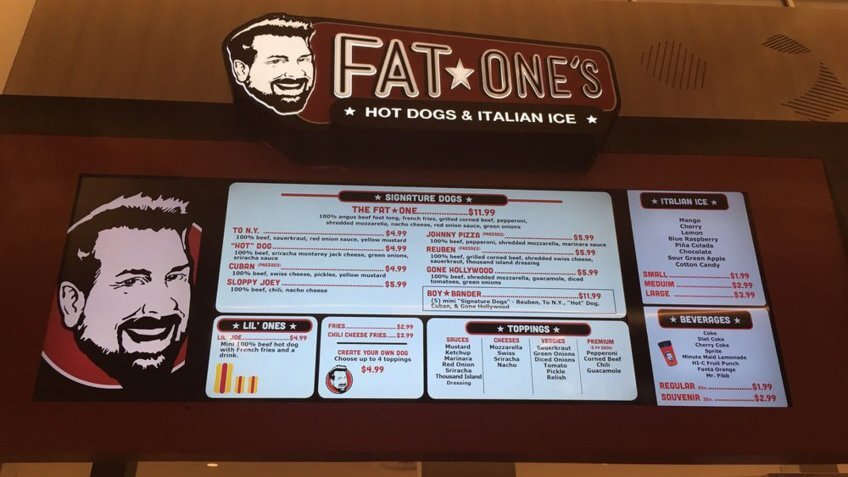 FAT★ONE'S
★ HOT DOGS & ITALIAN ICE ★
★ SIGNATURE DOGS ★
THE FAT★ONE..................$11.99
100% angus beef foot long, french fries, grilled corned beef, pepperoni,
shredded mozzarella, nacho cheese, red onion sauce, green onions
TO N.Y. ..................$4.99
100% beef, sauerkraut, red onion sauce, yellow mustard
"HOT" DOG..................$4.99
100% beef, sriracha monterey jack cheese, green onions,
sriracha sauce
CUBAN (PRESSED)..................$4.99
100% beef, swiss cheese, pickles, yellow mustard
SLOPPY JOEY..................$5.99
100% beef, chili, nacho cheese
JOHNNY PIZZA (PRESSED)..................$5.99
100% beef, pepperoni, shredded mozzarella, marinara sauce
REUBEN (PRESSED)..................$5.99
100% beef, grilled corned beef, shredded swiss cheese,
sauerkraut, thousand island dressing
GONE HOLLYWOOD..................$5.99
100% beef, shredded mozzarella, guacamole, diced
tomatoes, green onions
BOY★BANDER..................$11.99
(5) mini "Signature Dogs" - Reuben, To N.Y., "Hot" Dog,
Cuban, & Gone Hollywood
★ ITALIAN ICE ★
Mango
Cherry
Lemon
Blue Raspberry
Piña Colada
Chocolate
Sour Green Apple
Cotton Candy
SMALL..................$1.99
MEDUIM..................$2.99
LARGE..................$3.99
★ LIL' ONES ★
LIL' JOE..................$4.99
Mini 100% beef hot dog
with French fries and a
drink.
FRIES..................$2.99
CHILI CHEESE FRIES.....$3.99
CREATE YOUR OWN DOG
Choose up to 4 toppings
$4.99
★ TOPPINGS ★
SAUCES
Mustard
Ketchup
Marinara
Red Onion
Sriracha
Thousand Island
Dressing
CHEESES
Mozzarella
Swiss
Nacho
VEGGIES
Sauerkraut
Green Onions
Diced Onions
Tomato
Pickle
Relish
PREMIUM
Pepperoni
Corned Beef
Chili
Guacamole
★ BEVERAGES ★
Coke
Diet Coke
Cherry Coke
Sprite
Minute Maid Lemonade
HI-C Fruit Punch
Fanta Orange
Mr. Pibb
REGULAR ..................$1.99
SOUVENIR ..................$2.99